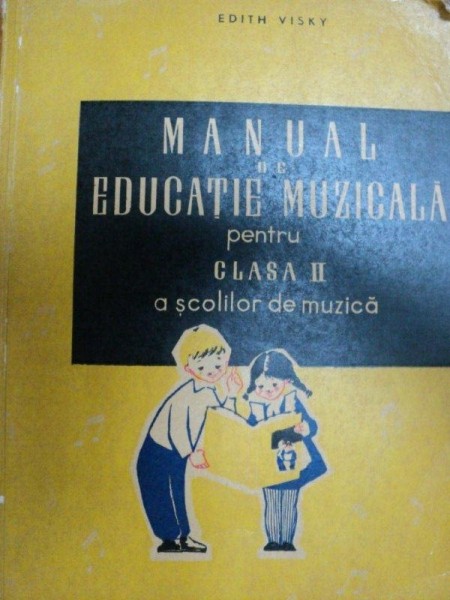 EDITH VISKY
MANUAL
DE
EDUCAȚIE MUZICALĂ
pentru
CLASA II
a școlilor de muzică